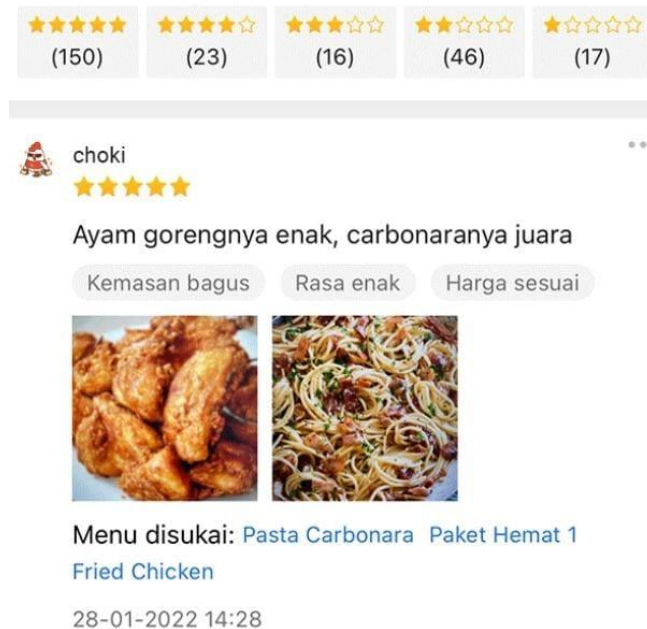 (150) (23) (16) (46) (17)
choki
Ayam gorengnya enak, carbonaranya juara
Kemasan bagus Rasa enak Harga sesuai
Menu disukai: Pasta Carbonara Paket Hemat 1
Fried Chicken
28-01-2022 14:28